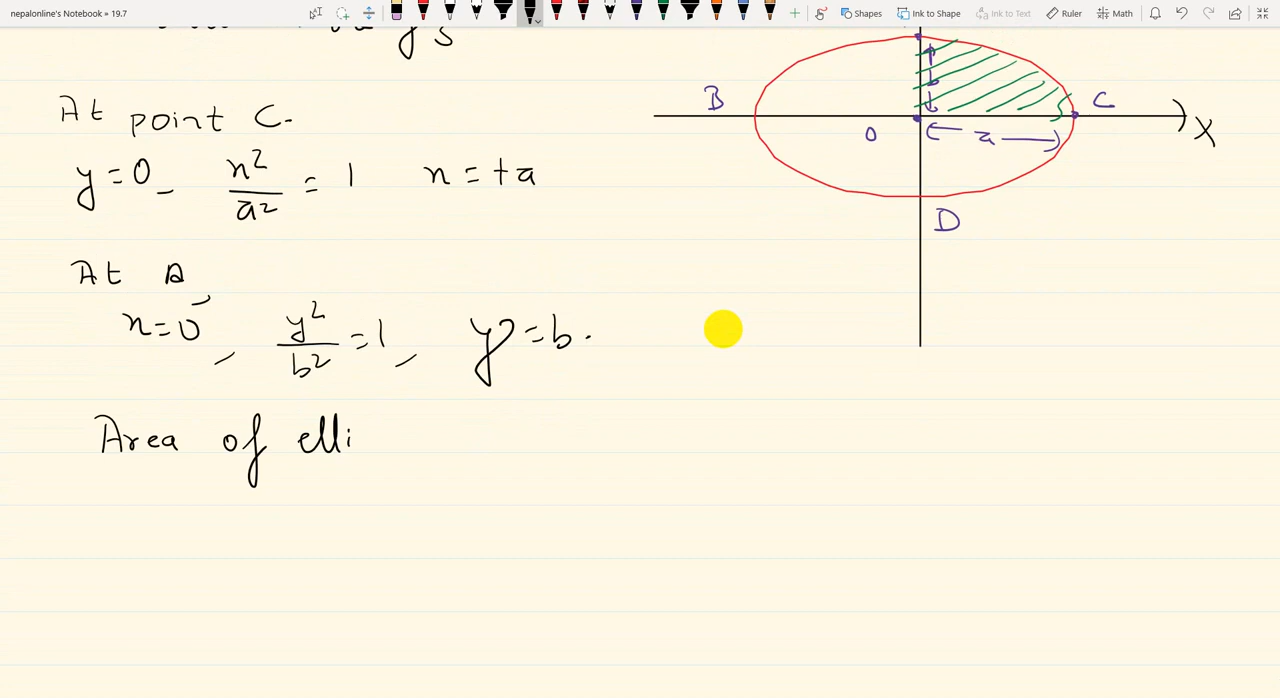 nepalonline's Notebook » 19.7
Shapes Ink to Shape Ink to Text Ruler Math
At point C.
y=0, x²/a² = 1 x = +a
At A,
x=0, y²/b² = 1, y = b.
Area of elli
B O b a C X
D